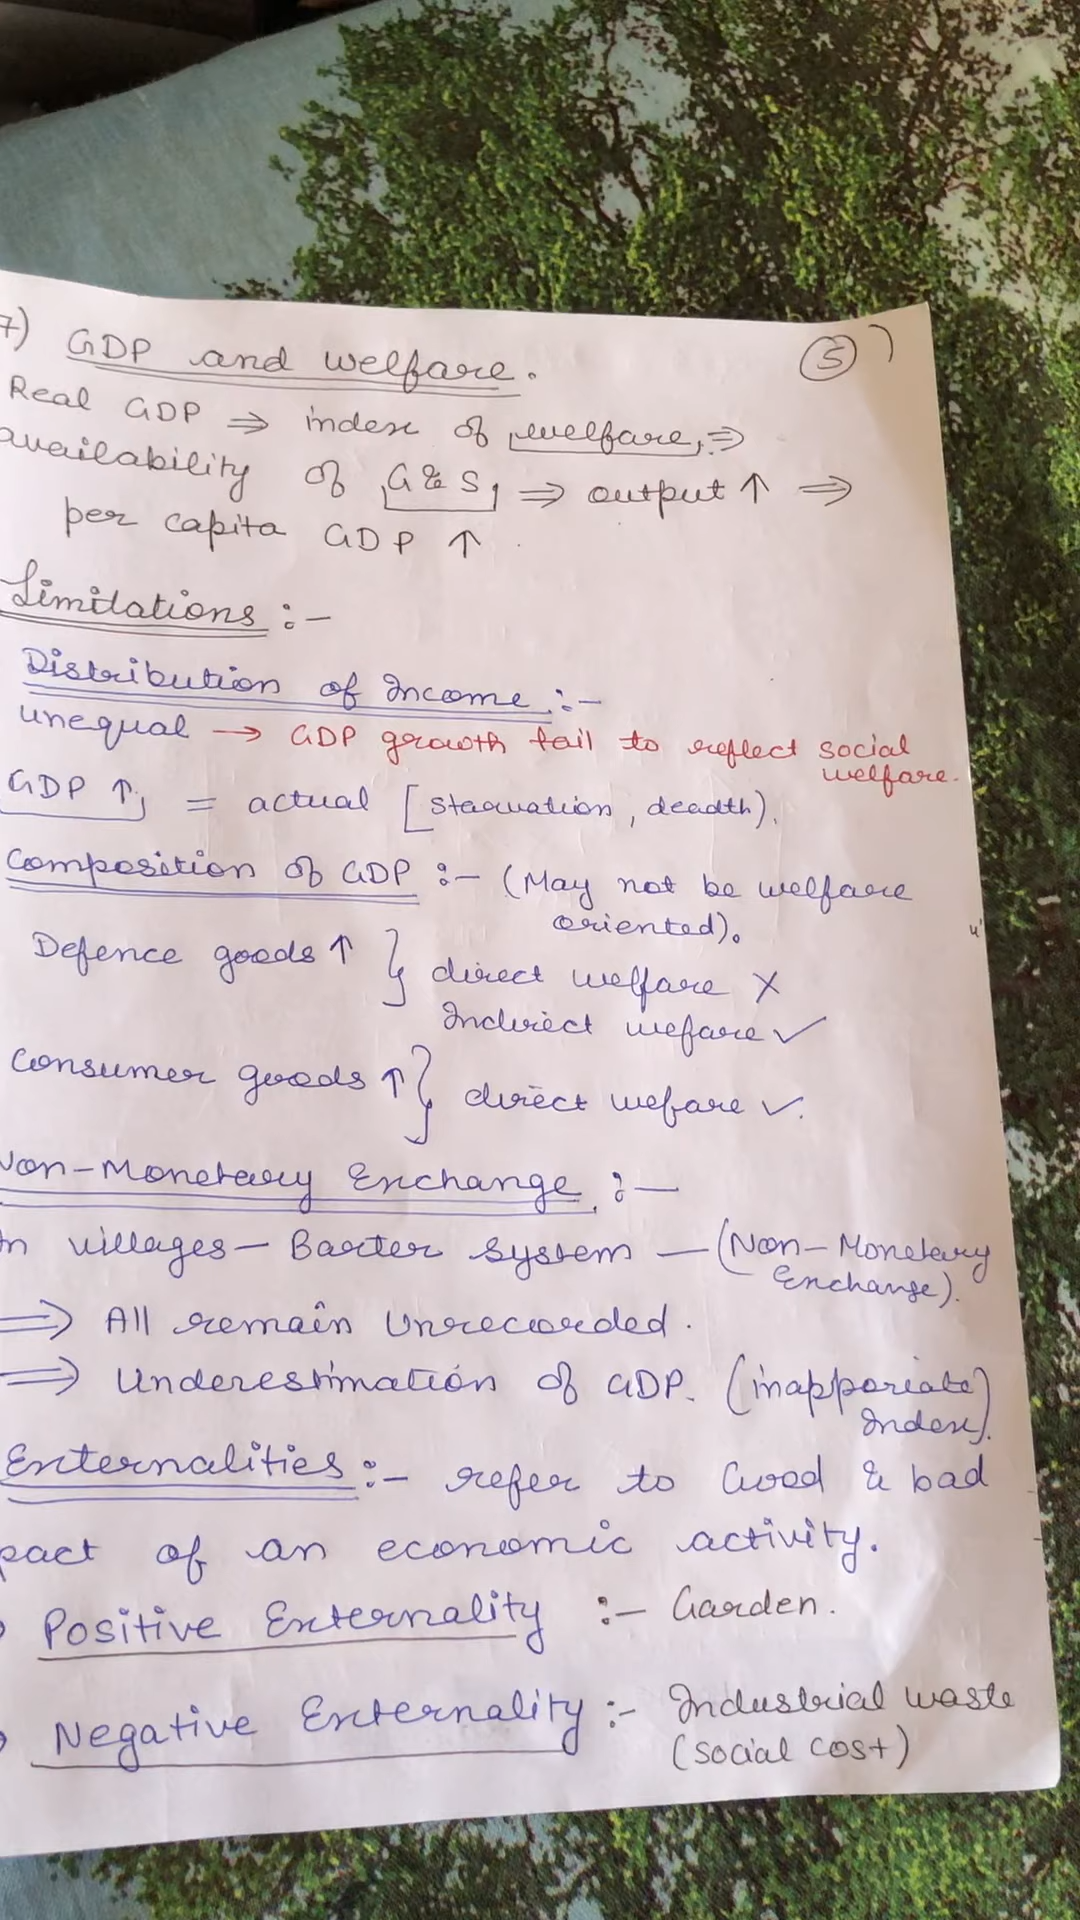 7) GDP and welfare. (5)
Real GDP ⇒ index of welfare, ⇒
availability of G & S, ⇒ output ↑ ⇒
per capita GDP ↑
Limitations :-
Distribution of Income :-
unequal → GDP growth fail to reflect social
welfare.
GDP ↑ = actual [starvation, deadth).
Composition of GDP :- (May not be welfare
oriented).
Defence goods ↑ } direct welfare ✗
Indirect wefare ✓
Consumer goods ↑ } direct wefare ✓.
Non-Monetary Exchange :-
In villages - Barter system - (Non-Monetary
Exchange).
⇒ All remain Unrecorded.
⇒ Underestimation of GDP. (inapporiate)
Index).
Externalities :- refer to Good & bad
pact of an economic activity.
Positive Externality :- Garden.
Negative Externality :- Industrial waste
(social cost)